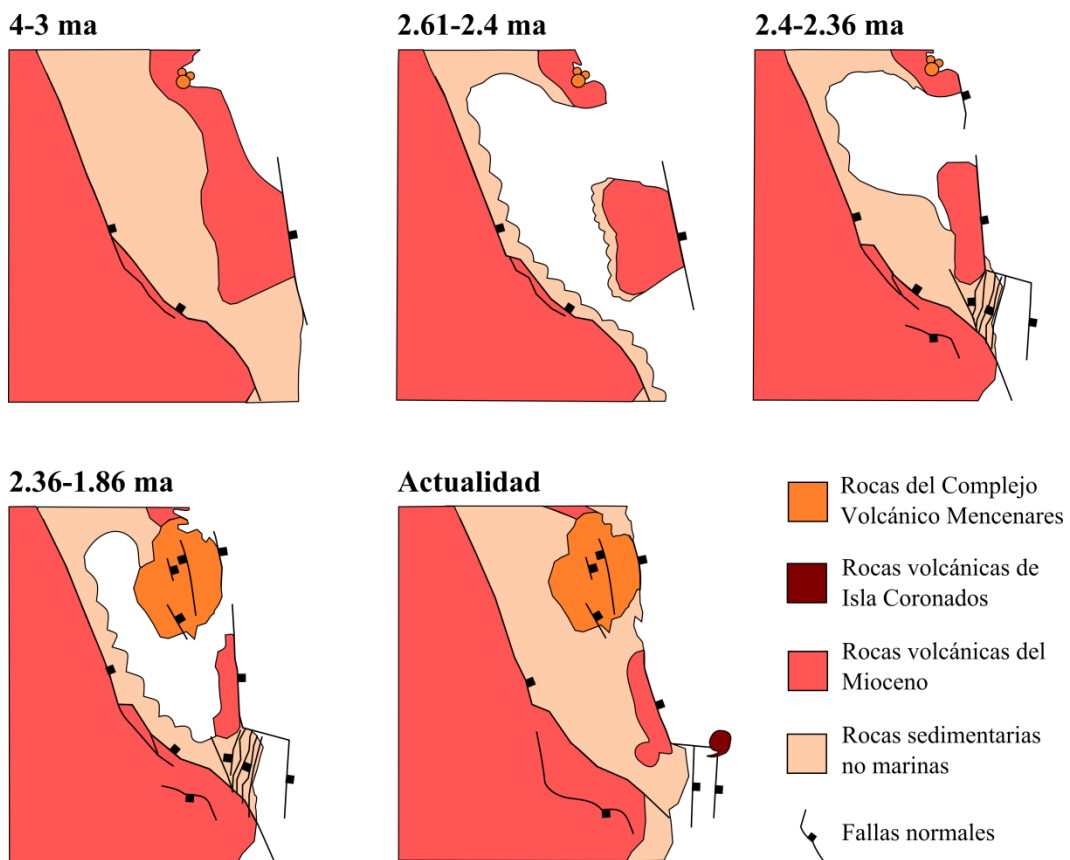 4-3 ma
2.61-2.4 ma
2.4-2.36 ma
2.36-1.86 ma
Actualidad
Rocas del Complejo
Volcánico Mencenares
Rocas volcánicas de
Isla Coronados
Rocas volcánicas del
Mioceno
Rocas sedimentarias
no marinas
Fallas normales